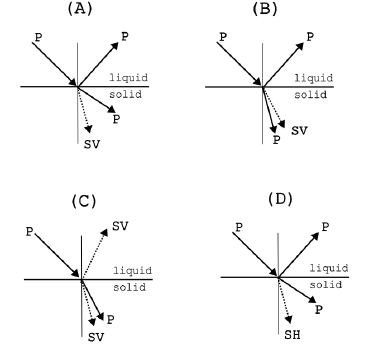 (A)
P P
liquid
solid
P
SV
(B)
P P
liquid
solid
SV
P
(C)
P SV
liquid
solid
P
SV
(D)
P P
liquid
solid
P
SH